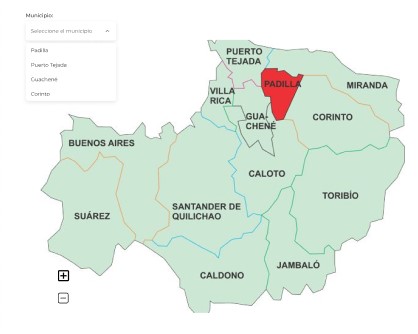 Municipio:
Seleccione el municipio
Padilla
Puerto Tejada
Guachené
Corinto
PUERTO
TEJADA
PADILLA
MIRANDA
VILLA
RICA
GUA-
CHENÉ
CORINTO
BUENOS AIRES
CALOTO
TORIBÍO
SANTANDER DE
QUILICHAO
SUÁREZ
JAMBALÓ
CALDONO